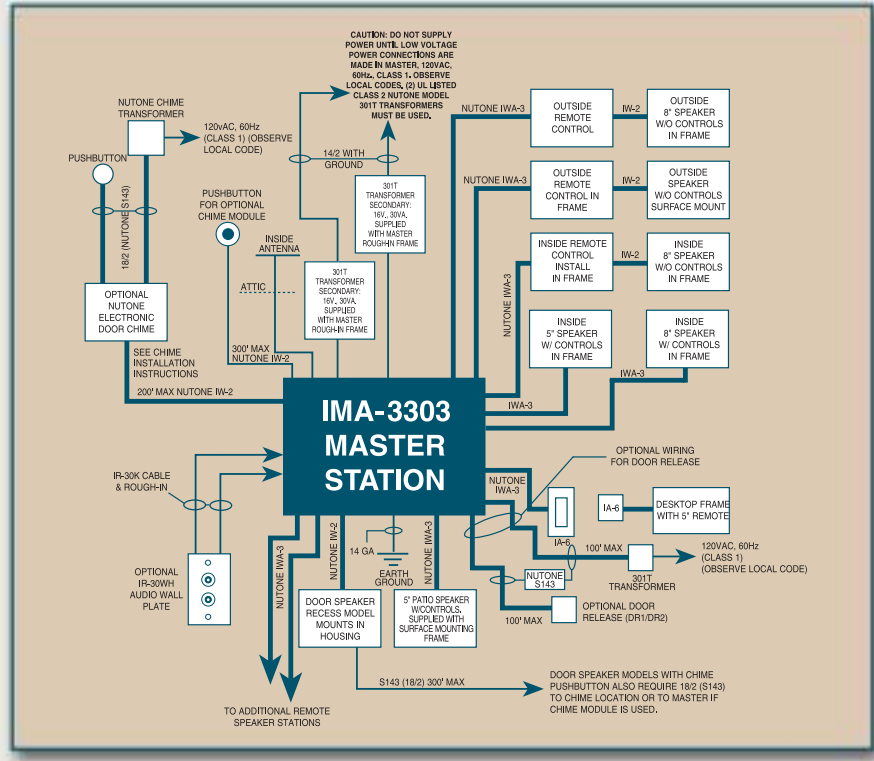 CAUTION: DO NOT SUPPLY
POWER UNTIL LOW VOLTAGE
POWER CONNECTIONS ARE
MADE IN MASTER, 120VAC,
60Hz., CLASS 1. OBSERVE
LOCAL CODES, (2) UL LISTED
CLASS 2 NUTONE MODEL
301T TRANSFORMERS
MUST BE USED.
NUTONE CHIME
TRANSFORMER
120vAC, 60Hz
(CLASS 1) (OBSERVE
LOCAL CODE)
PUSHBUTTON
18/2 (NUTONE S143)
OPTIONAL
NUTONE
ELECTRONIC
DOOR CHIME
SEE CHIME
INSTALLATION
INSTRUCTIONS
200' MAX NUTONE IW-2
PUSHBUTTON
FOR OPTIONAL
CHIME MODULE
INSIDE
ANTENNA
ATTIC
300' MAX
NUTONE IW-2
14/2 WITH
GROUND
301T
TRANSFORMER
SECONDARY:
16V., 30VA.
SUPPLIED
WITH MASTER
ROUGH-IN FRAME
301T
TRANSFORMER
SECONDARY:
16V., 30VA.
SUPPLIED
WITH MASTER
ROUGH-IN FRAME
NUTONE IWA-3
OUTSIDE
REMOTE
CONTROL
IW-2
OUTSIDE
8" SPEAKER
W/O CONTROLS
IN FRAME
NUTONE IWA-3
OUTSIDE
REMOTE
CONTROL IN
FRAME
IW-2
OUTSIDE
SPEAKER
W/O CONTROLS
SURFACE MOUNT
NUTONE IWA-3
INSIDE REMOTE
CONTROL
INSTALL
IN FRAME
IW-2
INSIDE
8" SPEAKER
W/O CONTROLS
IN FRAME
INSIDE
5" SPEAKER
W/ CONTROLS
IN FRAME
INSIDE
8" SPEAKER
W/ CONTROLS
IN FRAME
IWA-3
IWA-3
IMA-3303
MASTER
STATION
IR-30K CABLE
& ROUGH-IN
OPTIONAL
IR-30WH
AUDIO WALL
PLATE
NUTONE IWA-3
TO ADDITIONAL REMOTE
SPEAKER STATIONS
NUTONE IW-2
DOOR SPEAKER
RECESS MODEL
MOUNTS IN
HOUSING
14 GA
EARTH
GROUND
NUTONE IWA-3
5" PATIO SPEAKER
W/CONTROLS.
SUPPLIED WITH
SURFACE MOUNTING
FRAME
NUTONE
IWA-3
OPTIONAL WIRING
FOR DOOR RELEASE
IA-6
IA-6
DESKTOP FRAME
WITH 5" REMOTE
100' MAX
301T
TRANSFORMER
120VAC, 60Hz
(CLASS 1)
(OBSERVE LOCAL CODE)
NUTONE
S143
100' MAX
OPTIONAL DOOR
RELEASE (DR1/DR2)
S143 (18/2) 300' MAX
DOOR SPEAKER MODELS WITH CHIME
PUSHBUTTON ALSO REQUIRE 18/2 (S143)
TO CHIME LOCATION OR TO MASTER IF
CHIME MODULE IS USED.